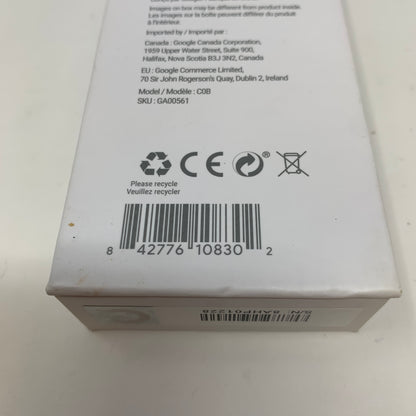 Images on box may be different from product inside.
Les images sur la boîte peuvent différer du produit
à l'intérieur.
Imported by / Importé par :
Canada : Google Canada Corporation,
1959 Upper Water Street, Suite 900,
Halifax, Nova Scotia B3J 3N2, Canada
EU : Google Commerce Limited,
70 Sir John Rogerson's Quay, Dublin 2, Ireland
Model / Modèle : C0B
SKU : GA00561
CE
Please recycle
Veuillez recycler
8 42776 10830 2
S/N: 8AHP01228